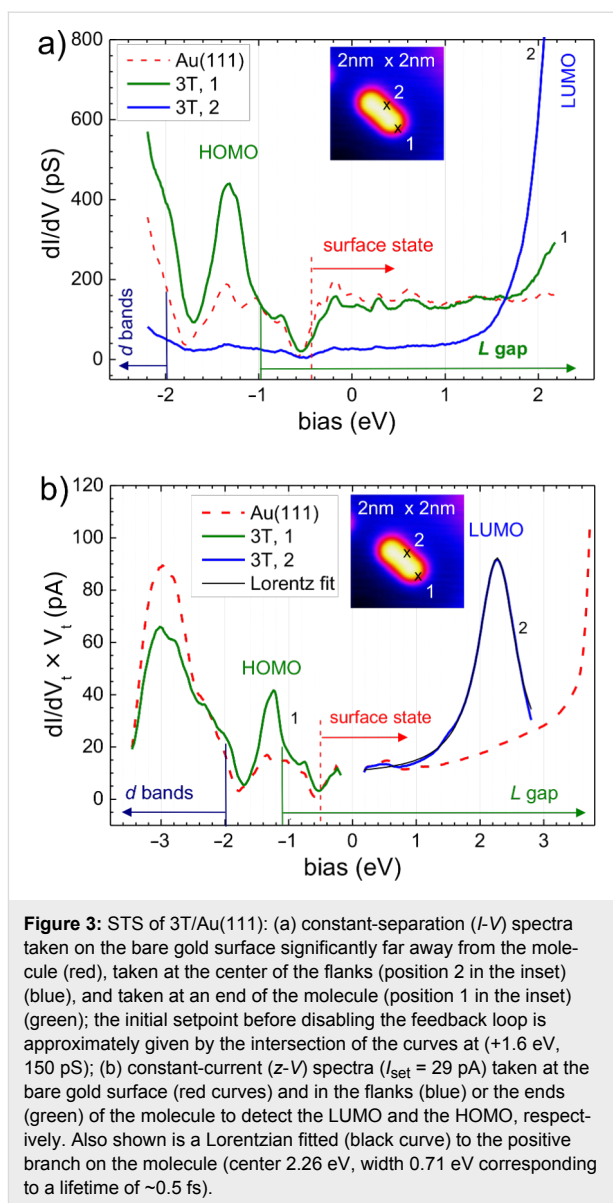 a)
800
600
400
200
0
dI/dV (pS)
Au(111)
3T, 1
3T, 2
2nm x 2nm
2
1
HOMO
2
LUMO
surface state
1
d bands
L gap
−2 −1 0 1 2
bias (eV)
b)
120
100
80
60
40
20
0
dI/dVt × Vt (pA)
Au(111)
3T, 1
3T, 2
Lorentz fit
2nm x 2nm
2
1
LUMO
2
HOMO
1
surface state
d bands
L gap
−3 −2 −1 0 1 2 3
bias (eV)
Figure 3: STS of 3T/Au(111): (a) constant-separation (I-V) spectra
taken on the bare gold surface significantly far away from the mole-
cule (red), taken at the center of the flanks (position 2 in the inset)
(blue), and taken at an end of the molecule (position 1 in the inset)
(green); the initial setpoint before disabling the feedback loop is
approximately given by the intersection of the curves at (+1.6 eV,
150 pS); (b) constant-current (z-V) spectra (Iset = 29 pA) taken at the
bare gold surface (red curves) and in the flanks (blue) or the ends
(green) of the molecule to detect the LUMO and the HOMO, respect-
ively. Also shown is a Lorentzian fitted (black curve) to the positive
branch on the molecule (center 2.26 eV, width 0.71 eV corresponding
to a lifetime of ~0.5 fs).